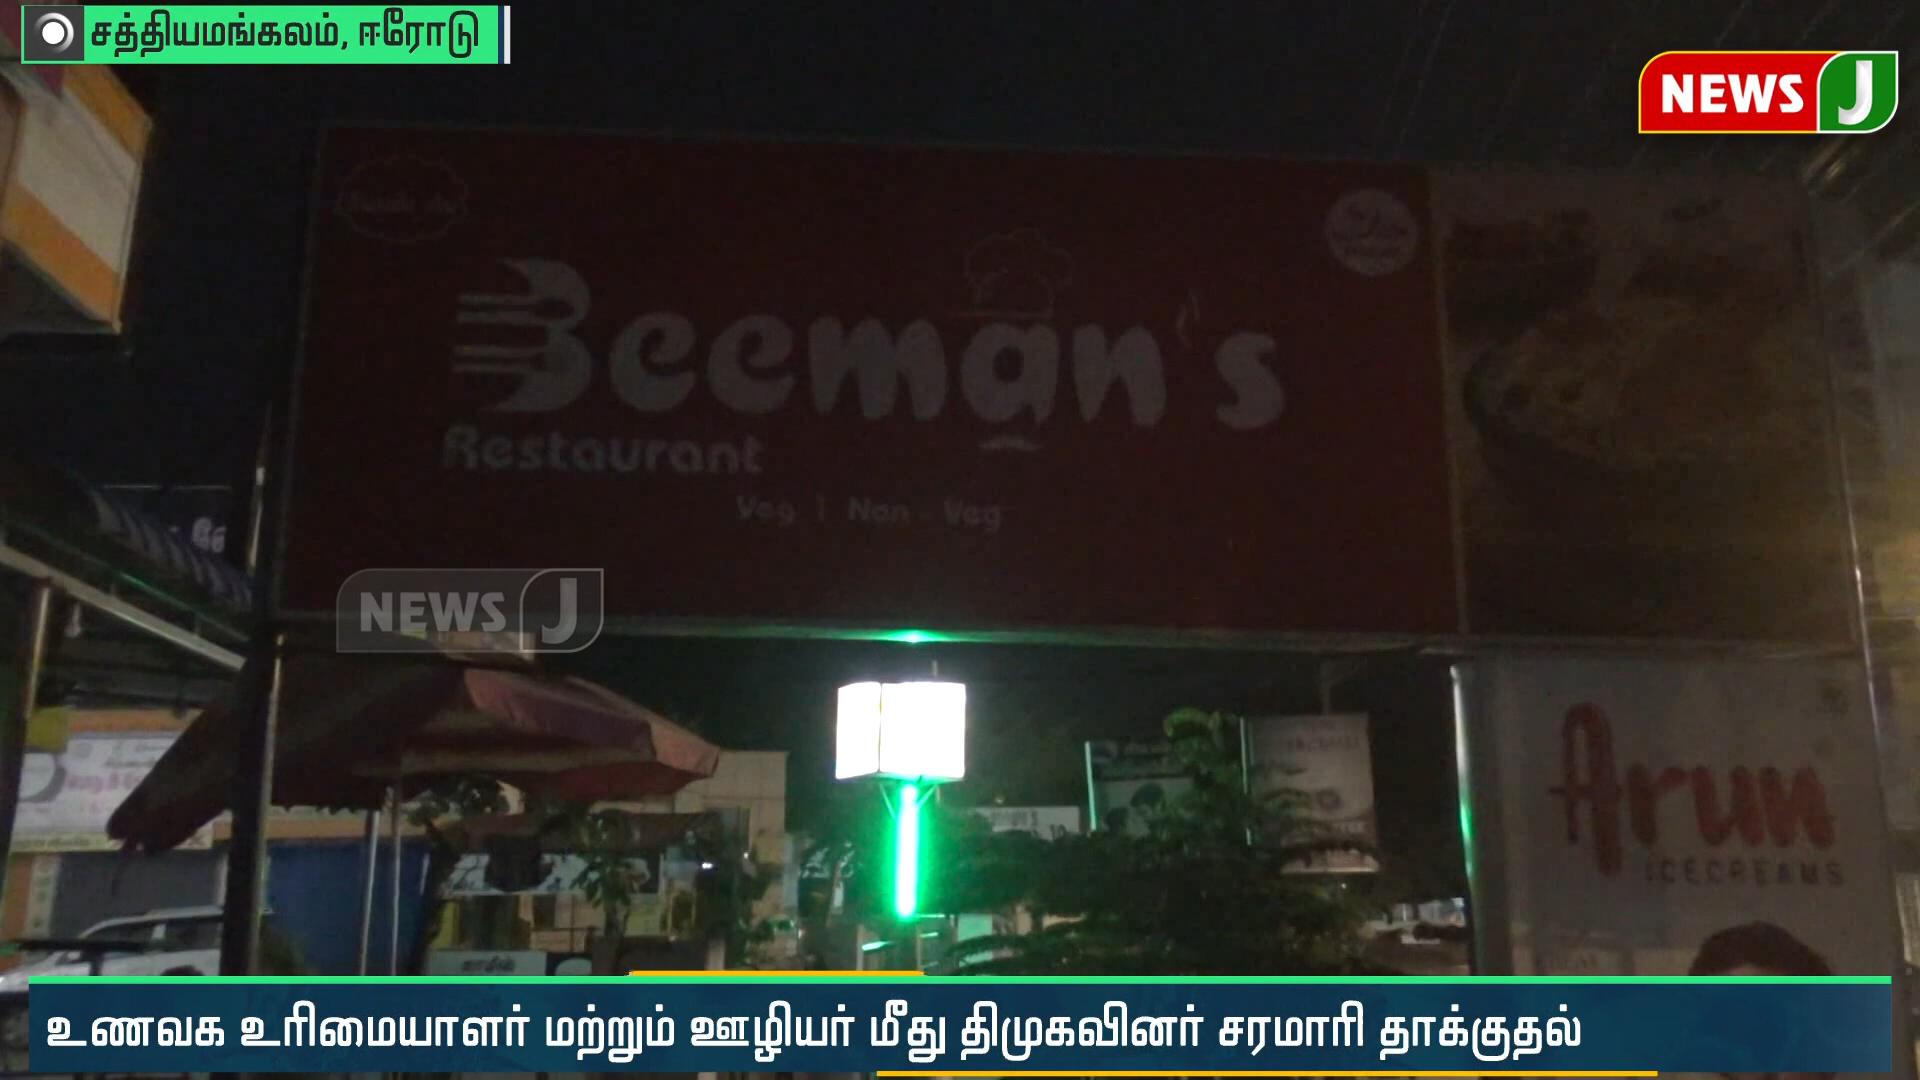 சத்தியமங்கலம், ஈரோடு
NEWS J
Beeman's
Restaurant
Veg | Non - Veg
NEWS J
Arun
ICECREAMS
உணவக உரிமையாளர் மற்றும் ஊழியர் மீது திமுகவினர் சரமாரி தாக்குதல்